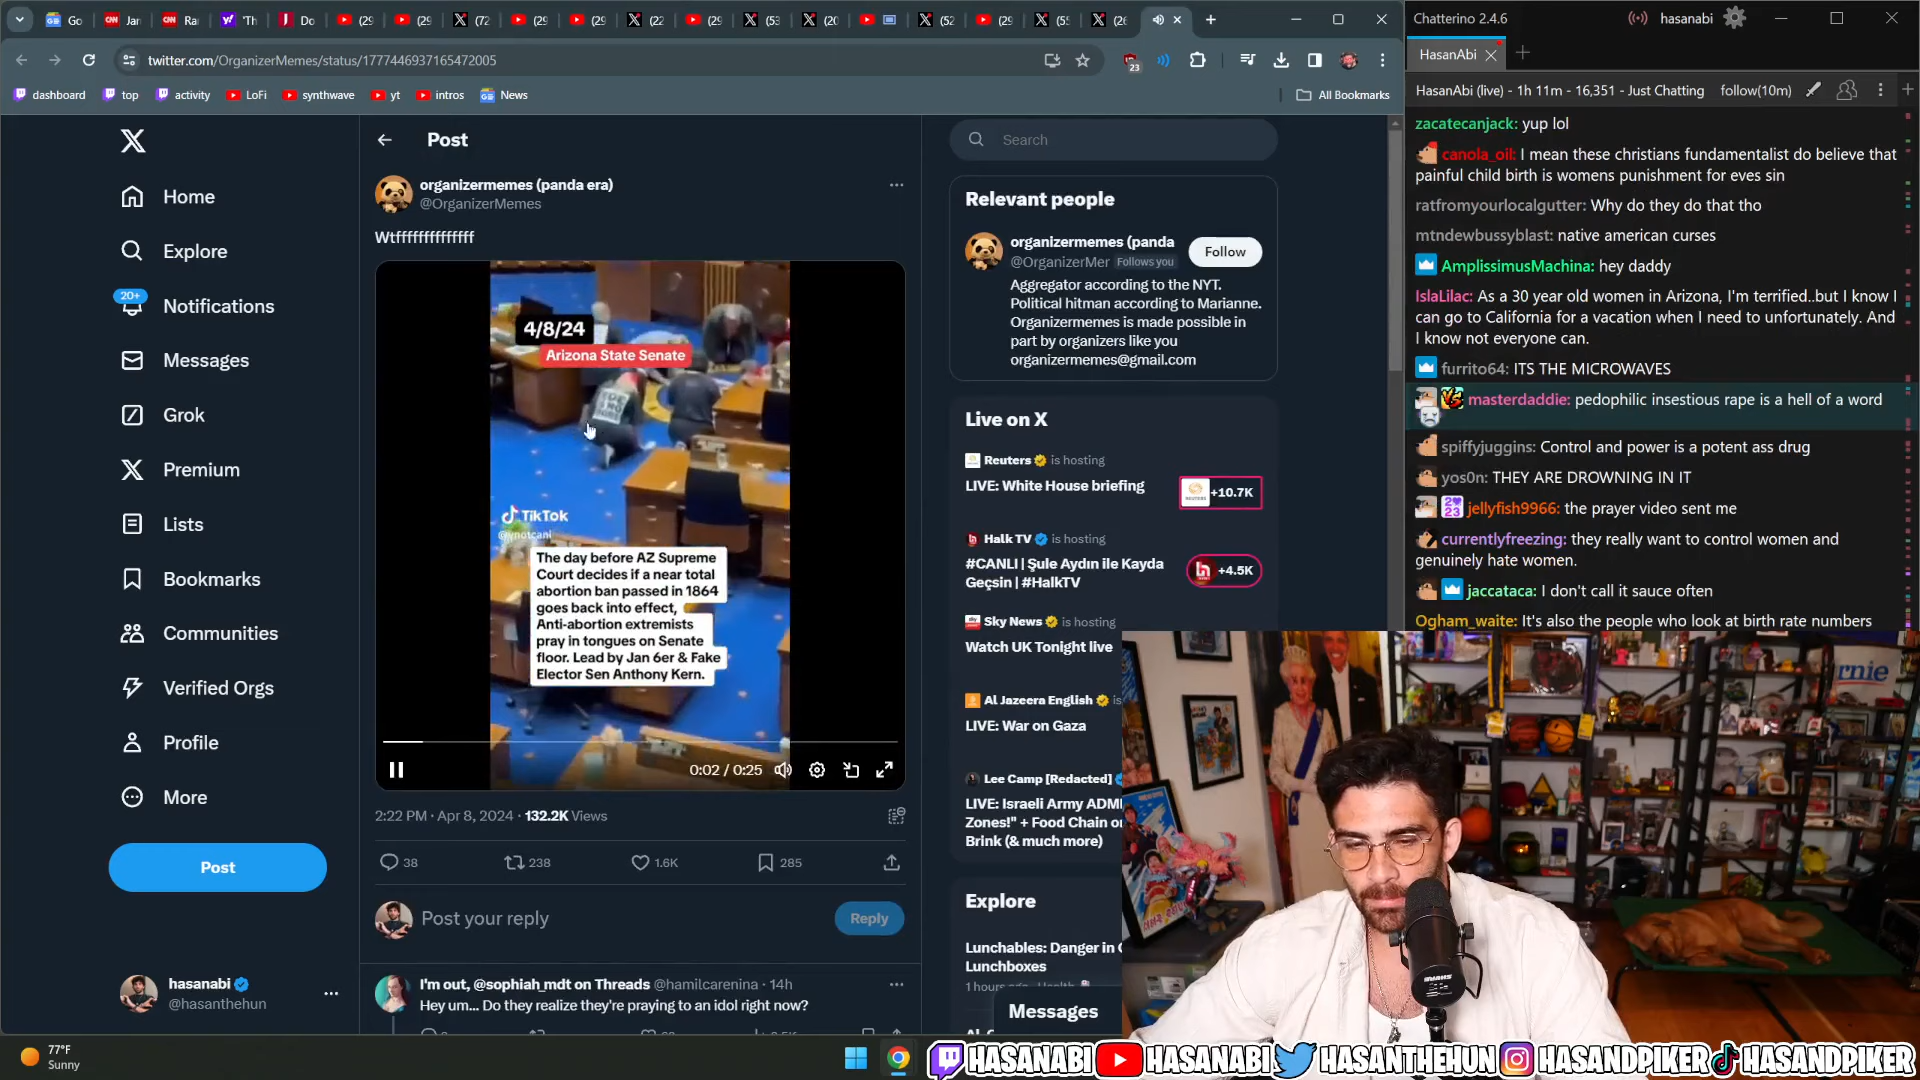 Go
Jar
Ra
'Th
Do
(29
(29
(72
(29
(29
(22
(29
(53
(20
(52
(29
(55
(26
twitter.com/OrganizerMemes/status/1777446937165472005
23
dashboard
top
activity
LoFi
synthwave
yt
intros
News
All Bookmarks
Home
Explore
20+
Notifications
Messages
Grok
Premium
Lists
Bookmarks
Communities
Verified Orgs
Profile
More
Post
hasanabi
@hasanthehun
Post
organizermemes (panda era)
@OrganizerMemes
Wtffffffffffffff
4/8/24
Arizona State Senate
TikTok
@ynotcani
The day before AZ Supreme
Court decides if a near total
abortion ban passed in 1864
goes back into effect,
Anti-abortion extremists
pray in tongues on Senate
floor. Lead by Jan 6er & Fake
Elector Sen Anthony Kern.
0:02 / 0:25
2:22 PM · Apr 8, 2024 · 132.2K Views
38
238
1.6K
285
Post your reply
Reply
I'm out, @sophiah_mdt on Threads @hamilcarenina · 14h
Hey um... Do they realize they're praying to an idol right now?
Search
Relevant people
organizermemes (panda
@OrganizerMer Follows you
Follow
Aggregator according to the NYT.
Political hitman according to Marianne.
Organizermemes is made possible in
part by organizers like you
organizermemes@gmail.com
Live on X
Reuters is hosting
LIVE: White House briefing
+10.7K
Halk TV is hosting
#CANLI | Şule Aydın ile Kayda
Geçsin | #HalkTV
+4.5K
Sky News is hosting
Watch UK Tonight live
Al Jazeera English is
LIVE: War on Gaza
Lee Camp [Redacted]
LIVE: Israeli Army ADMI
Zones!" + Food Chain on
Brink (& much more)
Explore
Lunchables: Danger in
Lunchboxes
1 hours ago · Health
Messages
Chatterino 2.4.6
hasanabi
HasanAbi
HasanAbi (live) - 1h 11m - 16,351 - Just Chatting
follow(10m)
zacatecanjack: yup lol
canola_oil: I mean these christians fundamentalist do believe that
painful child birth is womens punishment for eves sin
ratfromyourlocalgutter: Why do they do that tho
mtndewbussyblast: native american curses
AmplissimusMachina: hey daddy
IslaLilac: As a 30 year old women in Arizona, I'm terrified..but I know I
can go to California for a vacation when I need to unfortunately. And
I know not everyone can.
furrito64: ITS THE MICROWAVES
masterdaddie: pedophilic insestious rape is a hell of a word
spiffyjuggins: Control and power is a potent ass drug
yos0n: THEY ARE DROWNING IN IT
jellyfish9966: the prayer video sent me
currentlyfreezing: they really want to control women and
genuinely hate women.
jaccataca: I don't call it sauce often
Ogham_waite: It's also the people who look at birth rate numbers
rnie
77°F
Sunny
HASANABI
HASANABI
HASANTHEHUN
HASANDPIKER
HASANDPIKER